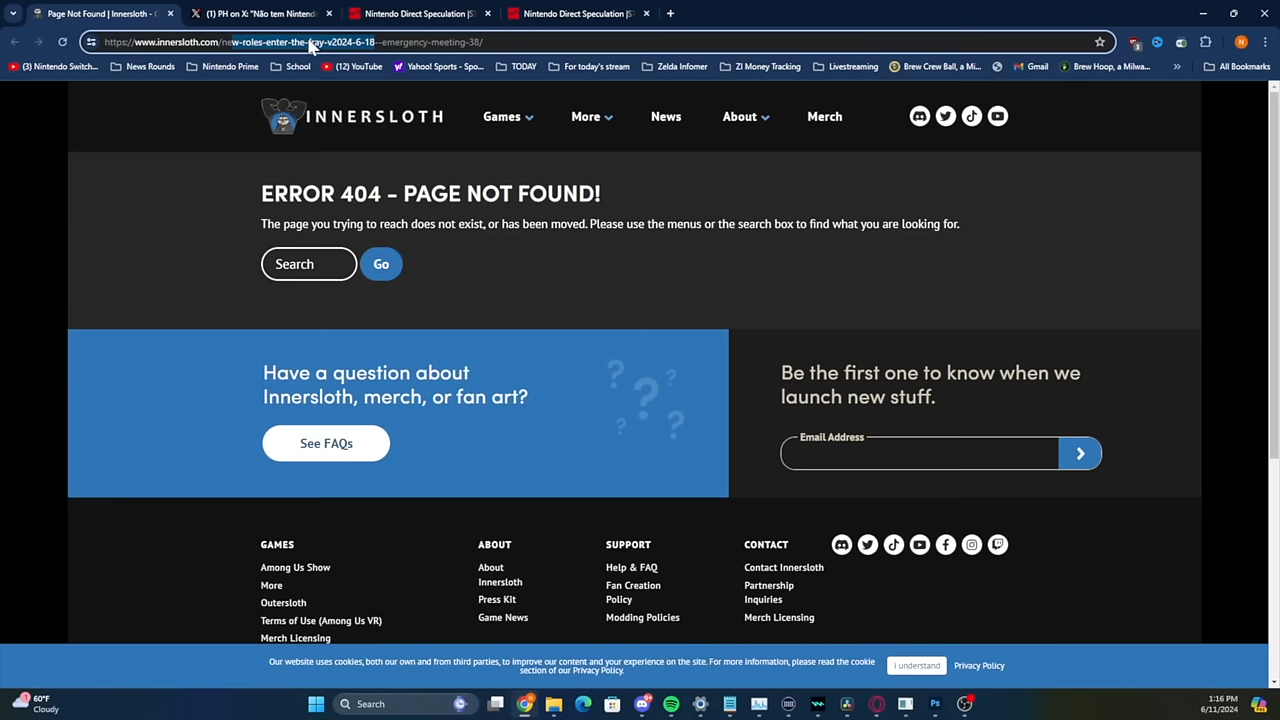 Page Not Found | Innersloth - C
(1) PH on X: "Não tem Nintendo
Nintendo Direct Speculation |ST
Nintendo Direct Speculation |ST
https://www.innersloth.com/new-roles-enter-the-fray-v2024-6-18--emergency-meeting-38/
(3) Nintendo Switch...
News Rounds
Nintendo Prime
School
(12) YouTube
Yahoo! Sports - Spo...
TODAY
For today's stream
Zelda Infomer
ZI Money Tracking
Livestreaming
Brew Crew Ball, a Mi...
Gmail
Brew Hoop, a Milwa...
»
All Bookmarks
INNERSLOTH
Games
More
News
About
Merch
ERROR 404 - PAGE NOT FOUND!
The page you trying to reach does not exist, or has been moved. Please use the menus or the search box to find what you are looking for.
Search
Go
Have a question about
Innersloth, merch, or fan art?
See FAQs
? ? ? ? ?
Be the first one to know when we
launch new stuff.
Email Address
GAMES
Among Us Show
More
Outersloth
Terms of Use (Among Us VR)
Merch Licensing
ABOUT
About
Innersloth
Press Kit
Game News
SUPPORT
Help & FAQ
Fan Creation
Policy
Modding Policies
CONTACT
Contact Innersloth
Partnership
Inquiries
Merch Licensing
Our website uses cookies, both our own and from third parties, to improve our content and your experience on the site. For more information, please read the cookie
section of our Privacy Policy.
I understand
Privacy Policy
60°F
Cloudy
Search
1:16 PM
6/11/2024